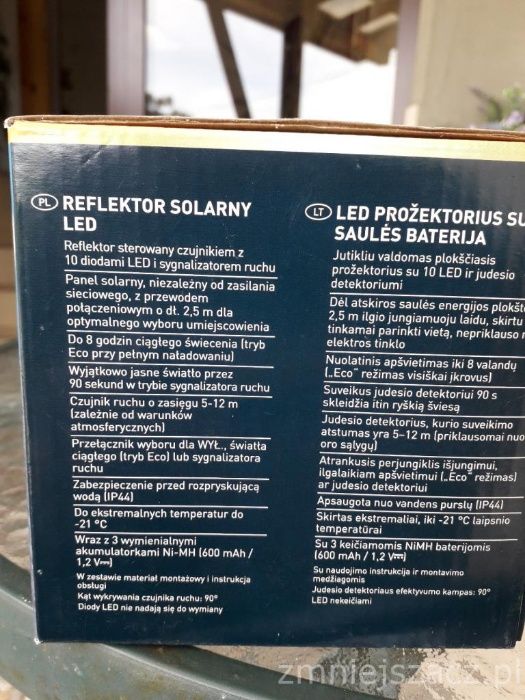 PL REFLEKTOR SOLARNY
LED
Reflektor sterowany czujnikiem z
10 diodami LED i sygnalizatorem ruchu
Panel solarny, niezależny od zasilania
sieciowego, z przewodem
połączeniowym o dł. 2,5 m dla
optymalnego wyboru umiejscowienia
Do 8 godzin ciągłego świecenia (tryb
Eco przy pełnym naładowaniu)
Wyjątkowo jasne światło przez
90 sekund w trybie sygnalizatora ruchu
Czujnik ruchu o zasięgu 5-12 m
(zależnie od warunków
atmosferycznych)
Przełącznik wyboru dla WYŁ., światła
ciągłego (tryb Eco) lub sygnalizatora
ruchu
Zabezpieczenie przed rozpryskującą
wodą (IP44)
Do ekstremalnych temperatur do
-21 °C
Wraz z 3 wymienialnymi
akumulatorkami Ni-MH (600 mAh /
1,2 V⎓)
W zestawie materiał montażowy i instrukcja
obsługi
Kąt wykrywania czujnika ruchu: 90°
Diody LED nie nadają się do wymiany
LT LED PROŽEKTORIUS SU
SAULĖS BATERIJA
Jutikliu valdomas plokščiasis
prožektorius su 10 LED ir judesio
detektoriumi
Dėl atskiros saulės energijos plokšt
2,5 m ilgio jungiamuoju laidu, skirtu
tinkamai parinkti vietą, nepriklauso n
elektros tinklo
Nuolatinis apšvietimas iki 8 valandų
(„Eco" režimas visiškai įkrovus)
Suveikus judesio detektoriui 90 s
skleidžia itin ryškią šviesą
Judesio detektorius, kurio suveikimo
atstumas yra 5–12 m (priklausomai nuo
oro sąlygų)
Atrankusis perjungiklis išjungimui,
ilgalaikiam apšvietimui („Eco" režimas)
ar judesio detektoriui
Apsaugota nuo vandens purslų (IP44)
Skirtas ekstremaliai, iki -21 °C laipsnio
temperatūrai
Su 3 keičiamomis NiMH baterijomis
(600 mAh / 1,2 V⎓)
Su naudojimo instrukcija ir montavimo
medžiagomis
Judesio detektoriaus efektyvumo kampas: 90°
LED nekeičiami
zmniejszacz.pl